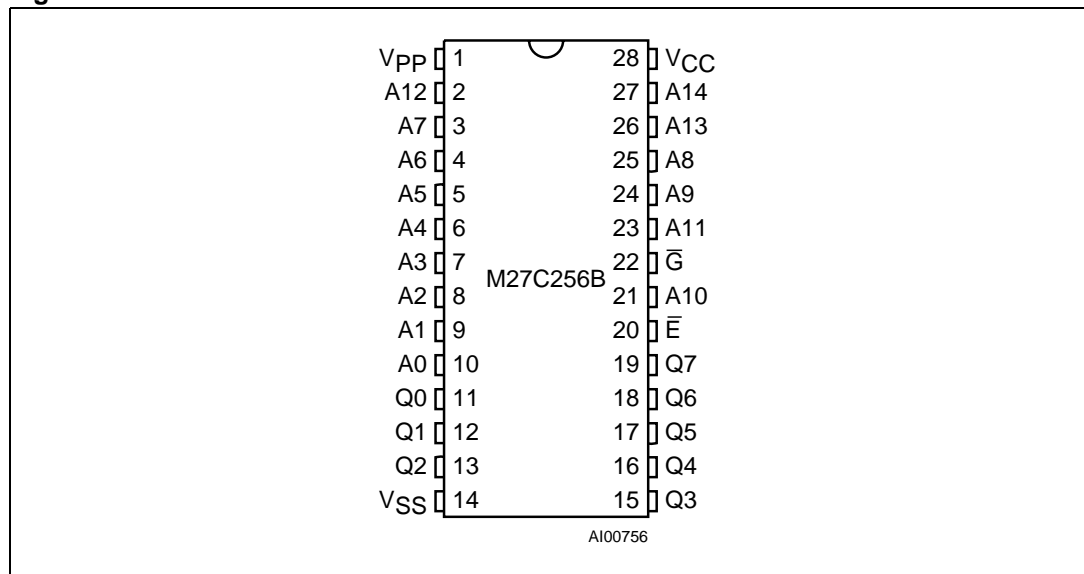 VPP 1 28 VCC
A12 2 27 A14
A7 3 26 A13
A6 4 25 A8
A5 5 24 A9
A4 6 23 A11
A3 7 22 G̅
M27C256B
A2 8 21 A10
A1 9 20 E̅
A0 10 19 Q7
Q0 11 18 Q6
Q1 12 17 Q5
Q2 13 16 Q4
VSS 14 15 Q3
AI00756